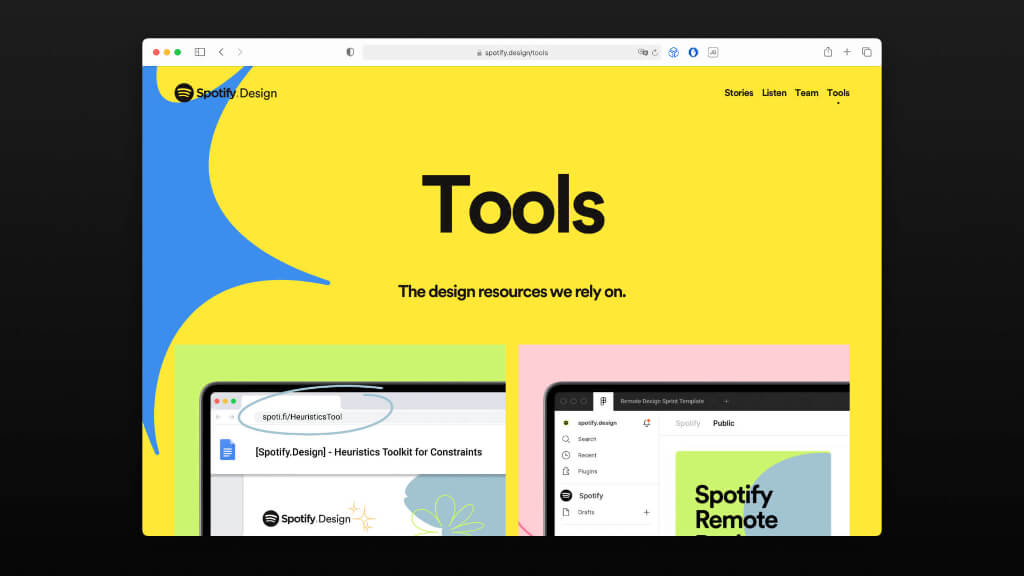 spotify.design/tools
Spotify.Design
Stories Listen Team Tools
Tools
The design resources we rely on.
spoti.fi/HeuristicsTool
[Spotify.Design] - Heuristics Toolkit for Constraints
Spotify.Design
Remote Design Sprint Template
spotify.design
Search
Recent
Plugins
Spotify
Drafts
Spotify Public
Spotify
Remote